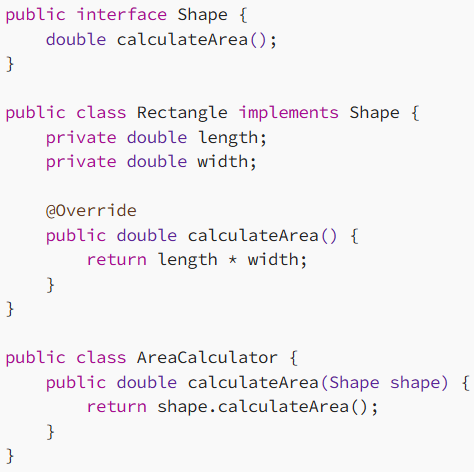 public interface Shape {
    double calculateArea();
}

public class Rectangle implements Shape {
    private double length;
    private double width;

    @Override
    public double calculateArea() {
        return length * width;
    }
}

public class AreaCalculator {
    public double calculateArea(Shape shape) {
        return shape.calculateArea();
    }
}